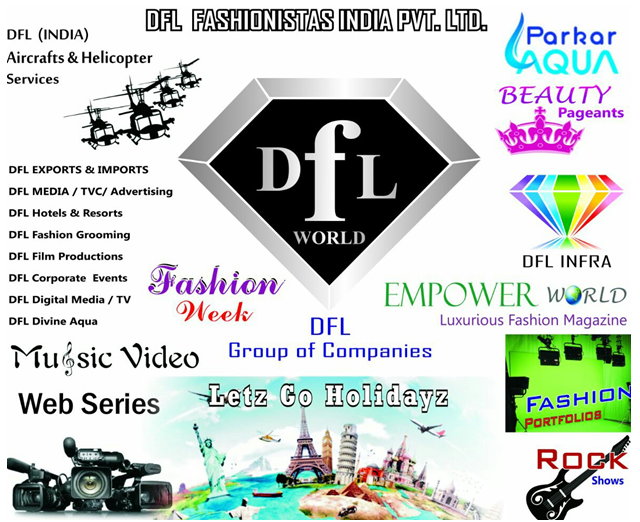 DFL FASHIONISTAS INDIA PVT. LTD.
DFL (INDIA)
Aircrafts & Helicopter
Services
Parkar
AQUA
BEAUTY
Pageants
DfL
WORLD
DFL EXPORTS & IMPORTS
DFL MEDIA / TVC/ Advertising
DFL Hotels & Resorts
DFL Fashion Grooming
DFL Film Productions
DFL Corporate Events
DFL Digital Media / TV
DFL Divine Aqua
Fashion
Week
DFL INFRA
EMPOWER WORLD
Luxurious Fashion Magazine
DFL
Group of Companies
Mussic Video
Web Series
Letz Go Holidayz
FASHION
PORTFOLIOS
ROCK
Shows